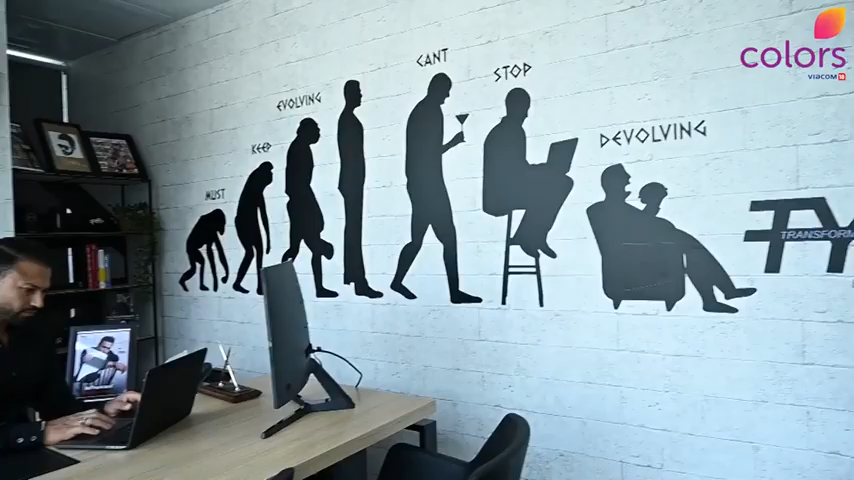 colors
VIACOM18
MUST
KEEP
EVOLVING
CANT
STOP
DEVOLVING
TRANSFORM